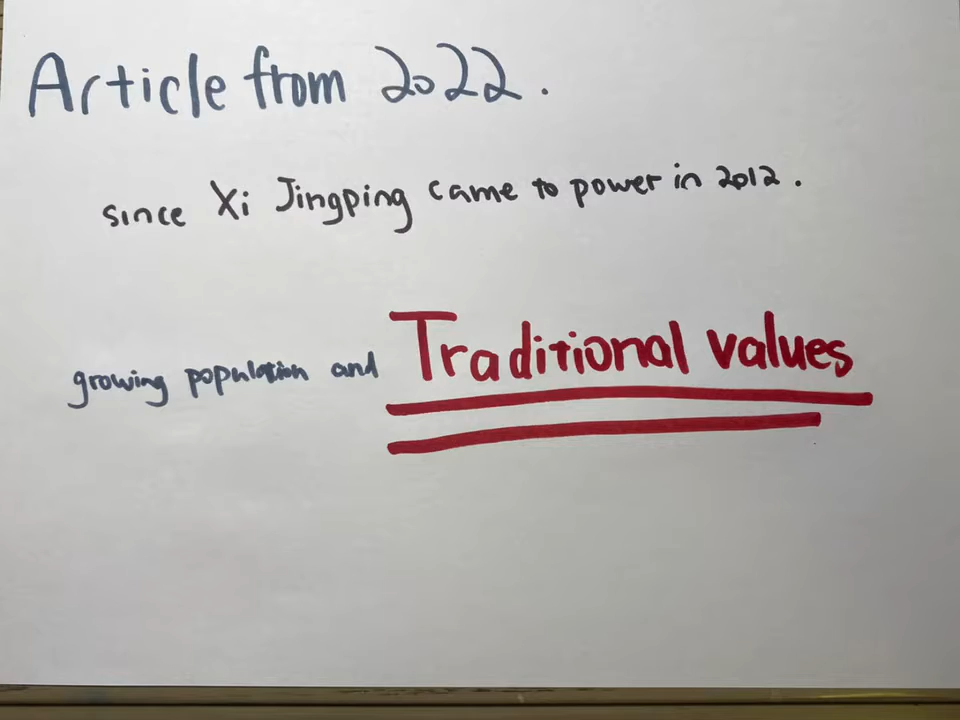 Article from 2022.
since Xi Jingping came to power in 2012.
growing population and Traditional values